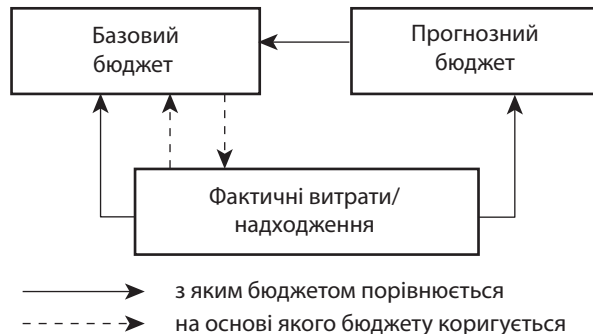 Базовий
бюджет
Прогнозний
бюджет
Фактичні витрати/
надходження
з яким бюджетом порівнюється
на основі якого бюджету коригується